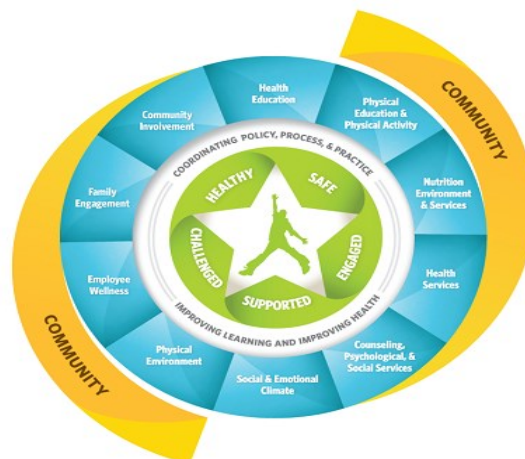 COMMUNITY
Health
Education
Physical
Education &
Physical Activity
Nutrition
Environment
& Services
Health
Services
Counseling,
Psychological, &
Social Services
Social & Emotional
Climate
Physical
Environment
Employee
Wellness
Family
Engagement
Community
Involvement
COORDINATING POLICY, PROCESS, & PRACTICE
IMPROVING LEARNING AND IMPROVING HEALTH
HEALTHY
SAFE
ENGAGED
SUPPORTED
CHALLENGED
COMMUNITY